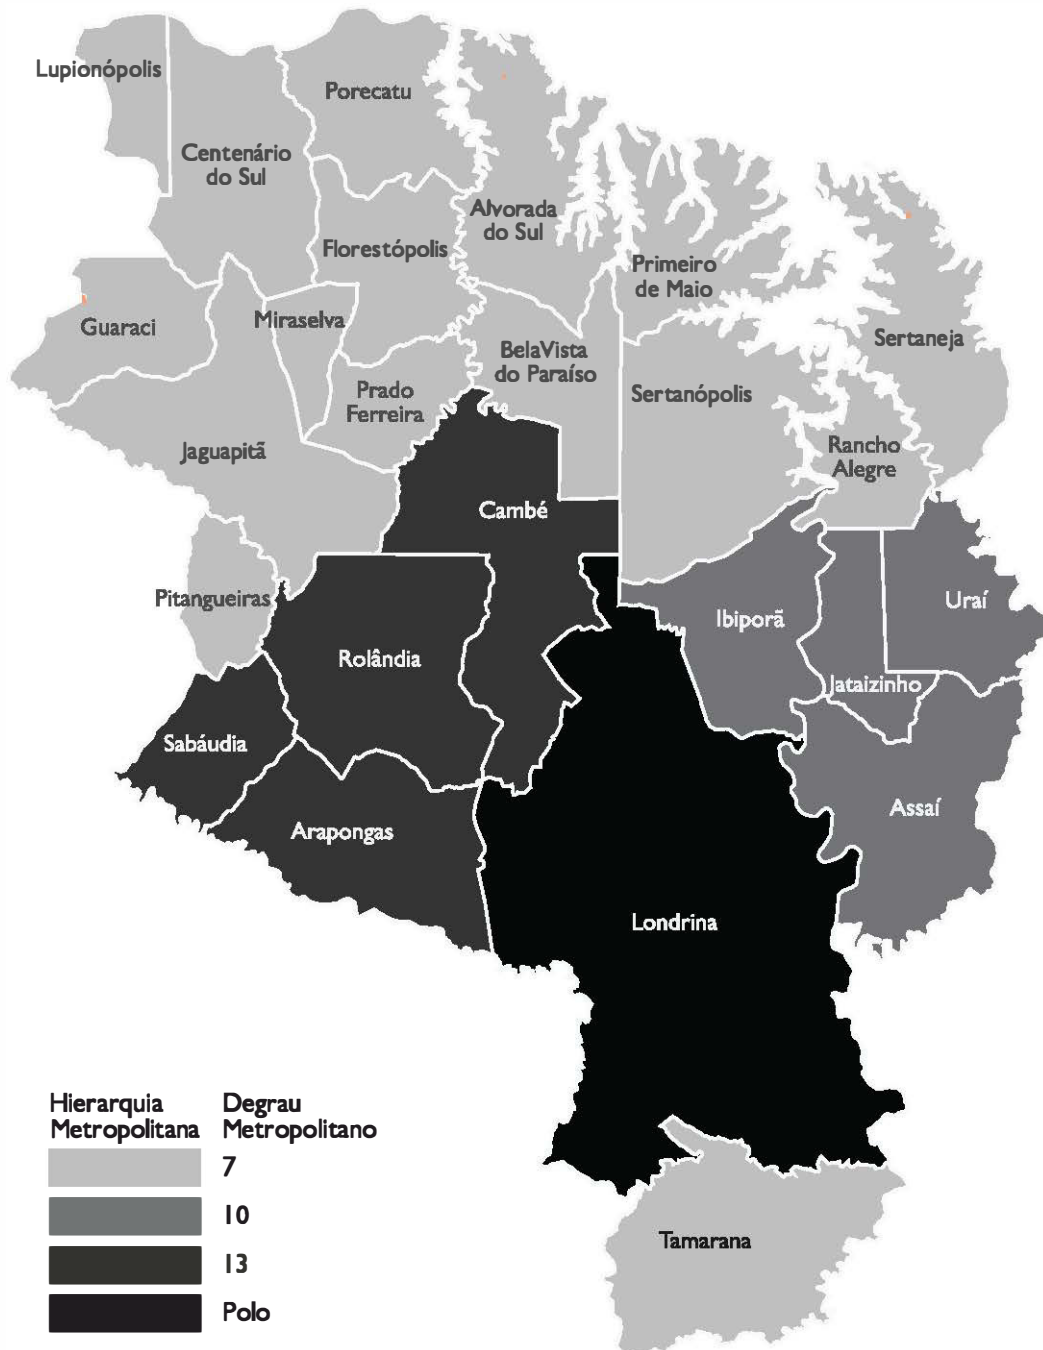 Lupionópolis
Porecatu
Centenário
do Sul
Alvorada
do Sul
Florestópolis
Primeiro
de Maio
Guaraci
Miraselva
Sertaneja
BelaVista
do Paraíso
Prado
Ferreira
Sertanópolis
Jaguapitã
Rancho
Alegre
Cambé
Pitangueiras
Uraí
Ibiporã
Rolândia
Jataizinho
Sabáudia
Assaí
Arapongas
Londrina
Hierarquia
Metropolitana
Degrau
Metropolitano
7
10
13
Polo
Tamarana